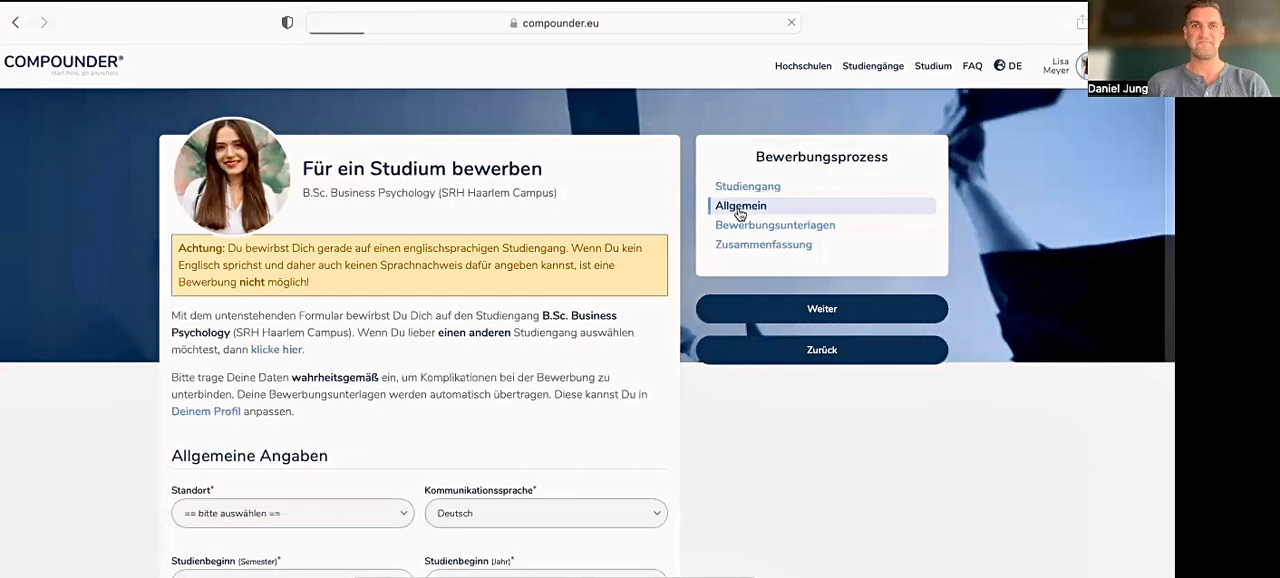 compounder.eu
COMPOUNDER®
start here, go anywhere
Hochschulen Studiengänge Studium FAQ DE
Lisa
Meyer
Daniel Jung
Für ein Studium bewerben
B.Sc. Business Psychology (SRH Haarlem Campus)
Achtung: Du bewirbst Dich gerade auf einen englischsprachigen Studiengang. Wenn Du kein
Englisch sprichst und daher auch keinen Sprachnachweis dafür angeben kannst, ist eine
Bewerbung nicht möglich!
Mit dem untenstehenden Formular bewirbst Du Dich auf den Studiengang B.Sc. Business
Psychology (SRH Haarlem Campus). Wenn Du lieber einen anderen Studiengang auswählen
möchtest, dann klicke hier.
Bitte trage Deine Daten wahrheitsgemäß ein, um Komplikationen bei der Bewerbung zu
unterbinden. Deine Bewerbungsunterlagen werden automatisch übertragen. Diese kannst Du in
Deinem Profil anpassen.
Allgemeine Angaben
Standort* Kommunikationssprache*
== bitte auswählen == Deutsch
Studienbeginn (Semester)* Studienbeginn (Jahr)*
Bewerbungsprozess
Studiengang
Allgemein
Bewerbungsunterlagen
Zusammenfassung
Weiter
Zurück